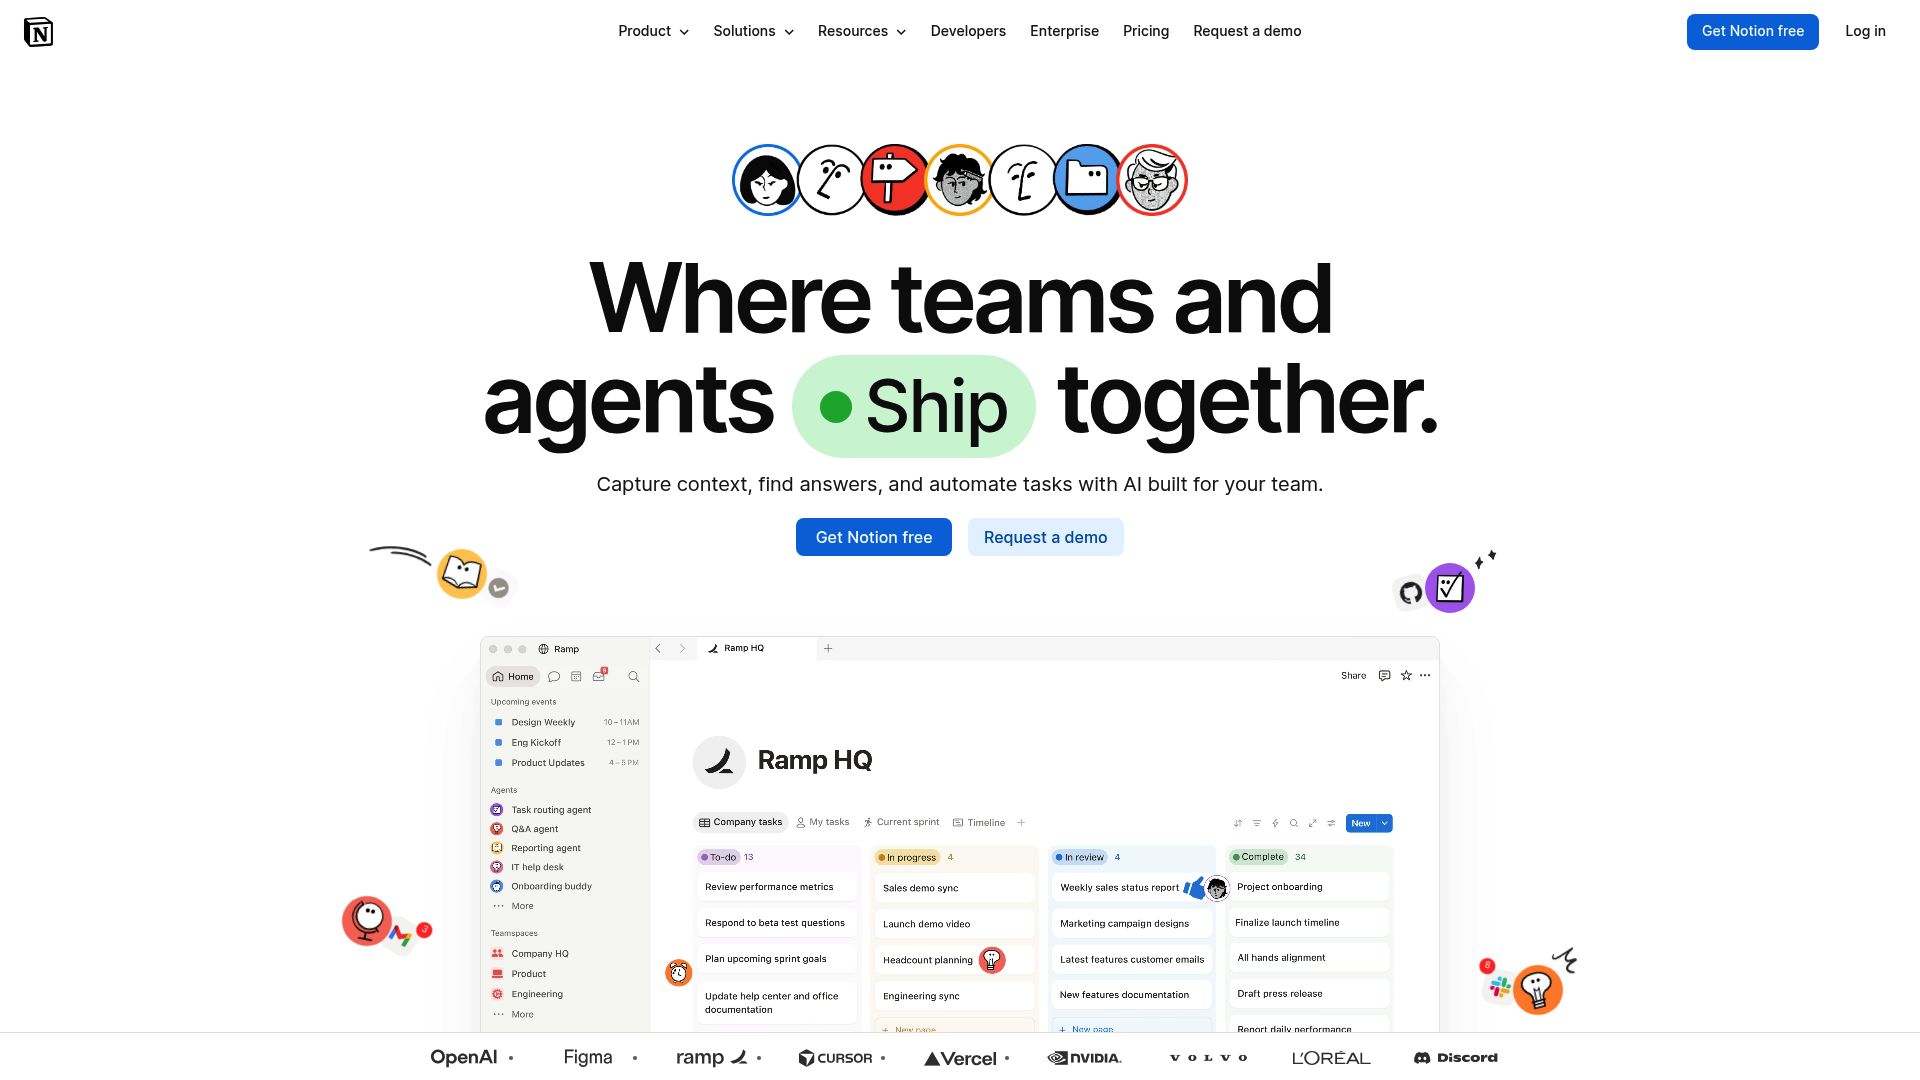 N
Product
Solutions
Resources
Developers
Enterprise
Pricing
Request a demo
Get Notion free
Log in
Where teams and
agents Ship together.
Capture context, find answers, and automate tasks with AI built for your team.
Get Notion free
Request a demo
Ramp
Ramp HQ
Home
Share
Upcoming events
Design Weekly 10–11AM
Eng Kickoff 12–1PM
Product Updates 4–5 PM
Agents
Task routing agent
Q&A agent
Reporting agent
IT help desk
Onboarding buddy
More
Teamspaces
Company HQ
Product
Engineering
More
Ramp HQ
Company tasks
My tasks
Current sprint
Timeline
New
To-do 13
Review performance metrics
Respond to beta test questions
Plan upcoming sprint goals
Update help center and office
documentation
In progress 4
Sales demo sync
Launch demo video
Headcount planning
Engineering sync
+ New page
In review 4
Weekly sales status report
Marketing campaign designs
Latest features customer emails
New features documentation
+ New page
Complete 34
Project onboarding
Finalize launch timeline
All hands alignment
Draft press release
Report daily performance
3
8
OpenAI
Figma
ramp
CURSOR
Vercel
NVIDIA.
VOLVO
L'ORÉAL
Discord